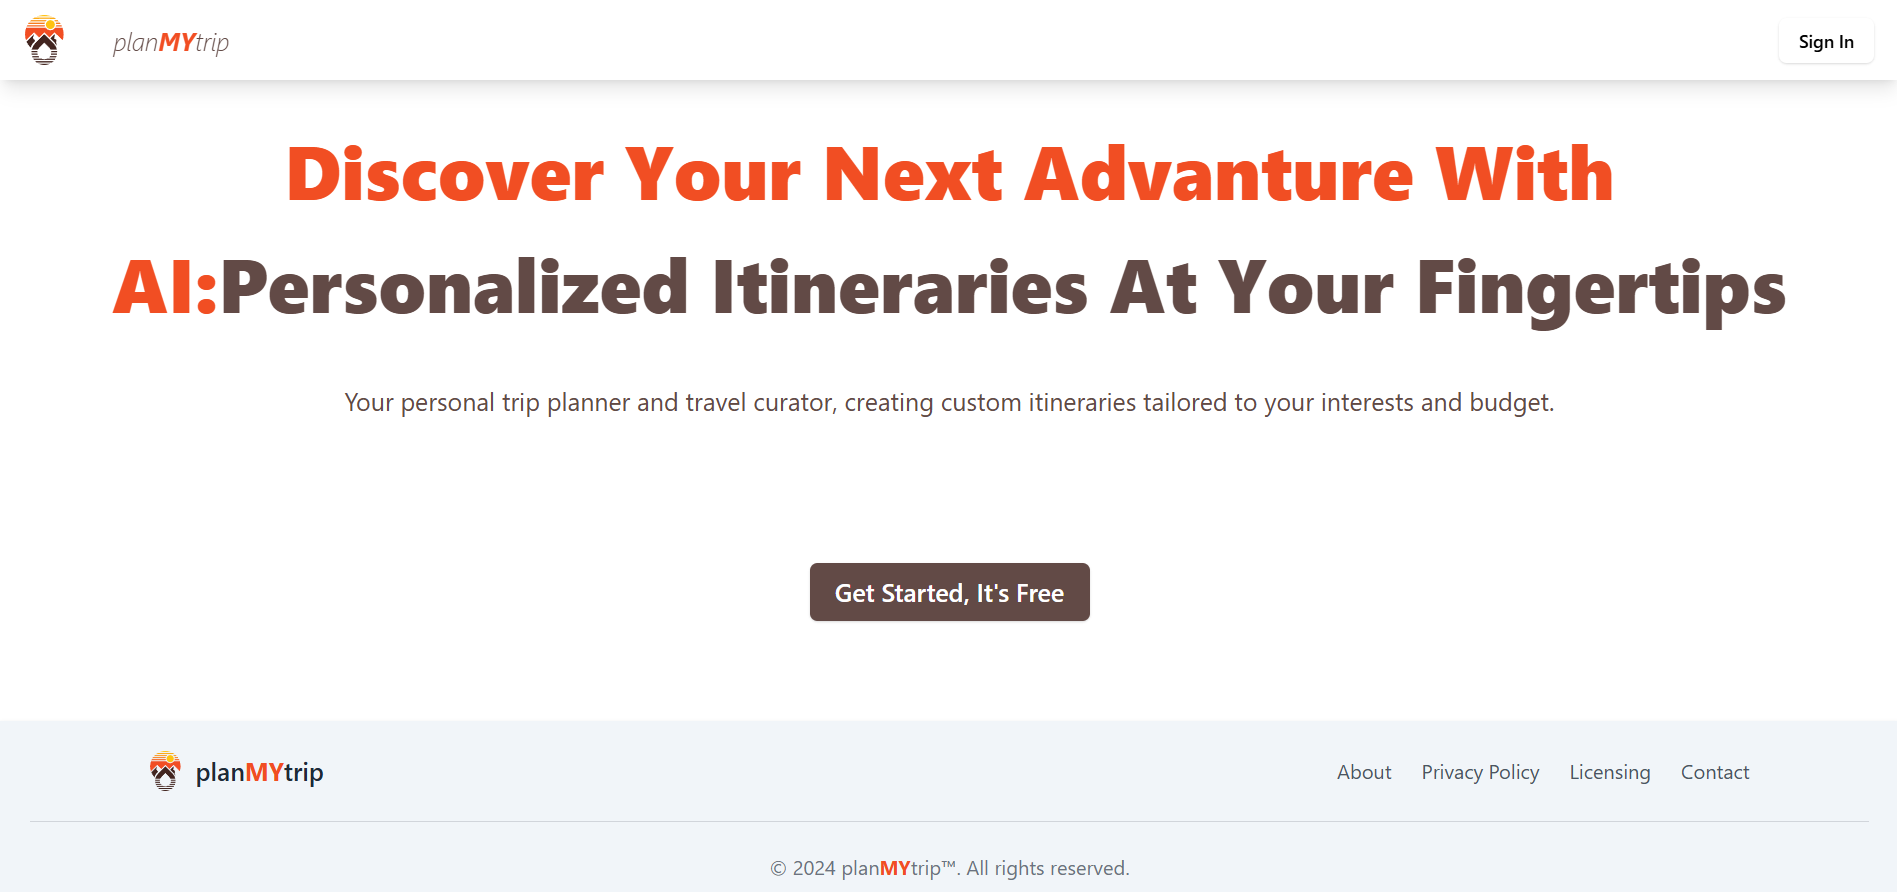 planMYtrip
Sign In
Discover Your Next Advanture With
AI:Personalized Itineraries At Your Fingertips
Your personal trip planner and travel curator, creating custom itineraries tailored to your interests and budget.
Get Started, It's Free
planMYtrip
About Privacy Policy Licensing Contact
© 2024 planMYtrip™. All rights reserved.